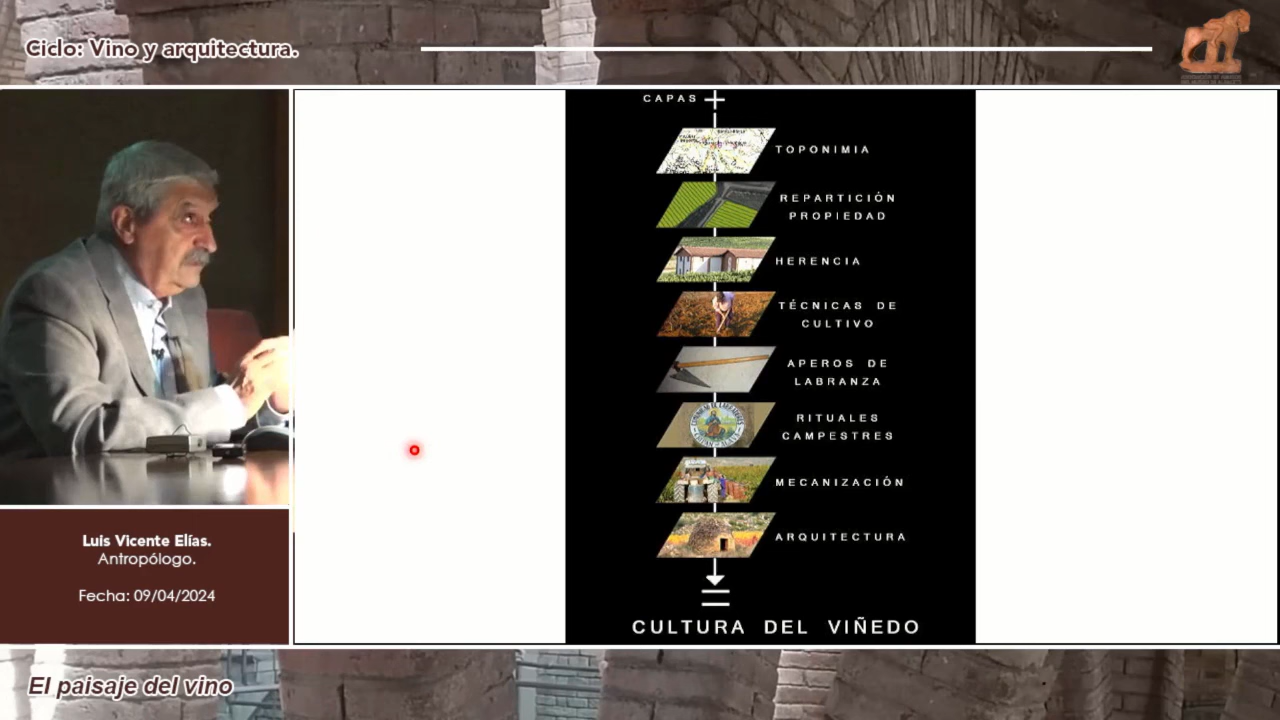 Ciclo: Vino y arquitectura.
CAPAS
TOPONIMIA
REPARTICIÓN
PROPIEDAD
HERENCIA
TÉCNICAS DE
CULTIVO
APEROS DE
LABRANZA
RITUALES
CAMPESTRES
MECANIZACIÓN
ARQUITECTURA
CULTURA DEL VIÑEDO
Luis Vicente Elías.
Antropólogo.
Fecha: 09/04/2024
El paisaje del vino